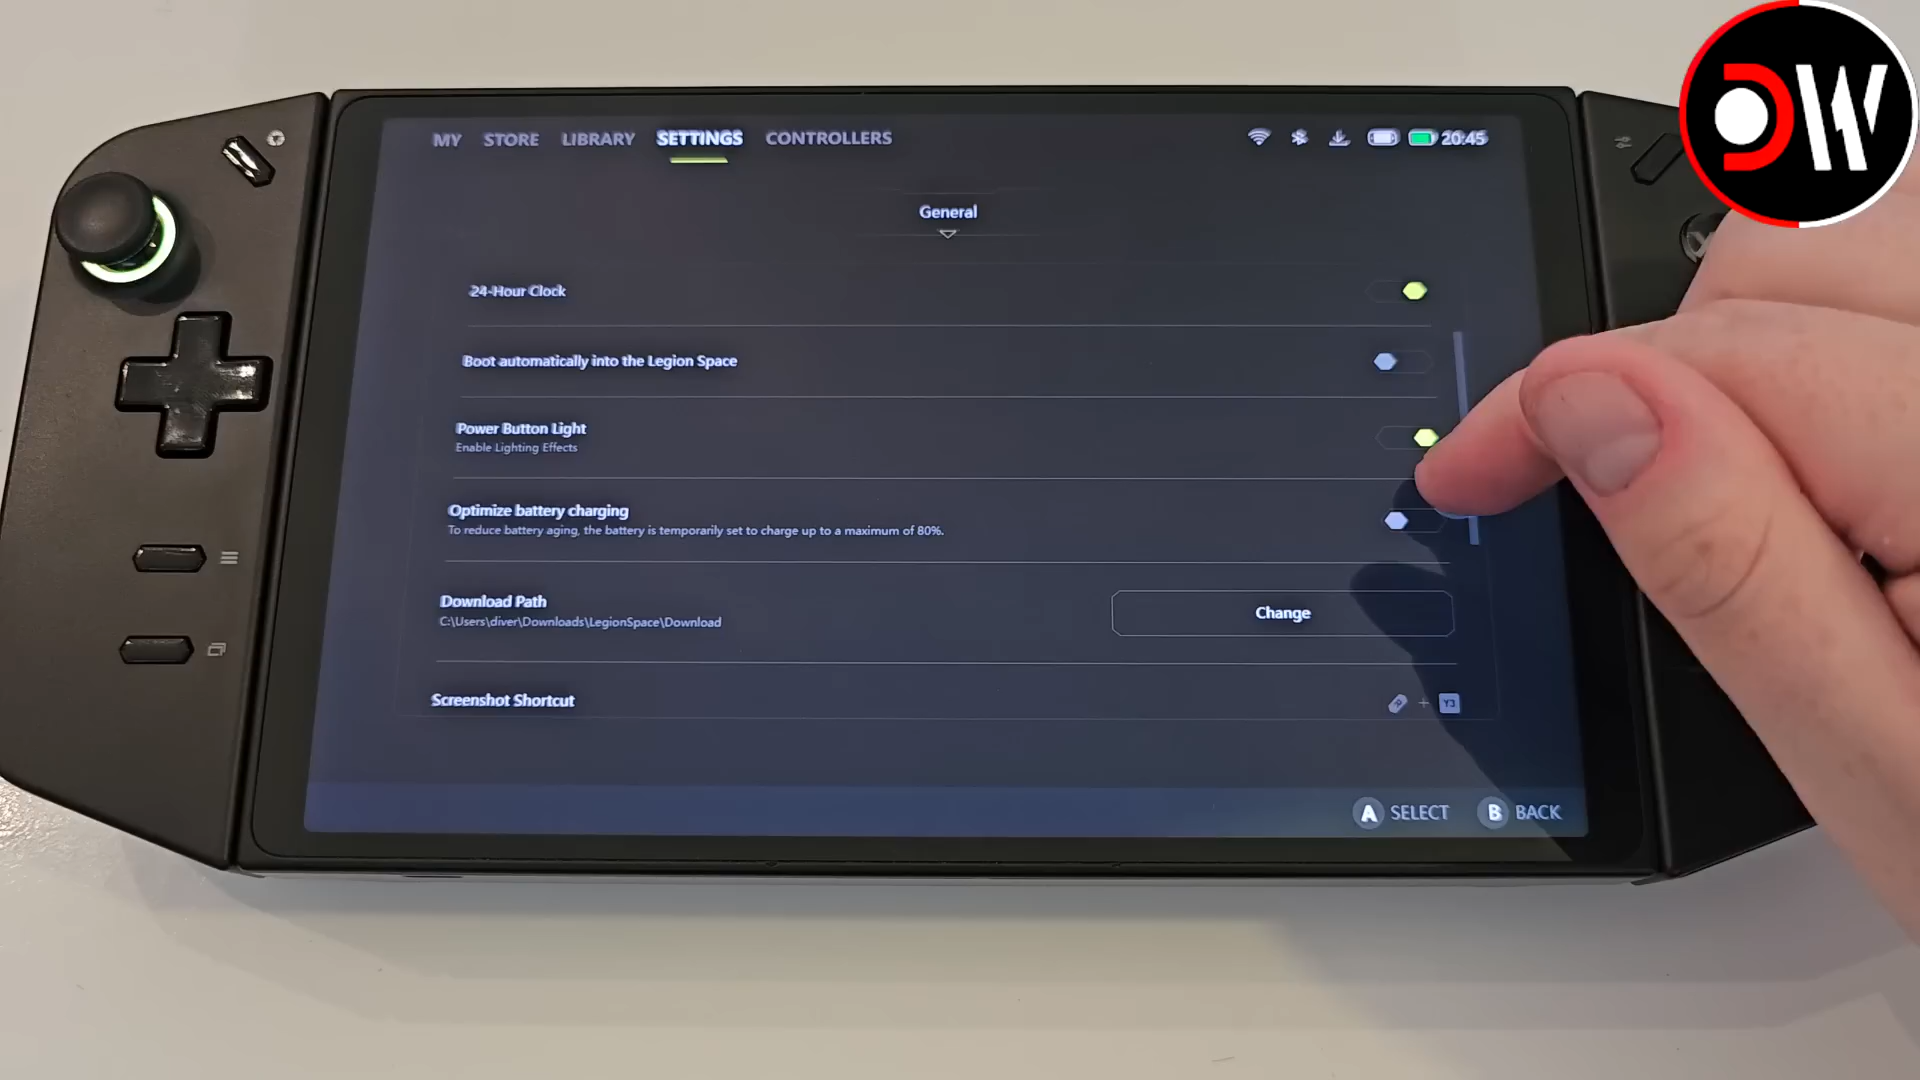 DW
MY STORE LIBRARY SETTINGS CONTROLLERS 20:45
General
24-Hour Clock
Boot automatically into the Legion Space
Power Button Light
Enable Lighting Effects
Optimize battery charging
To reduce battery aging, the battery is temporarily set to charge up to a maximum of 80%.
Download Path
C:\Users\diver\Downloads\LegionSpace\Download
Change
Screenshot Shortcut
+ Y3
A SELECT B BACK